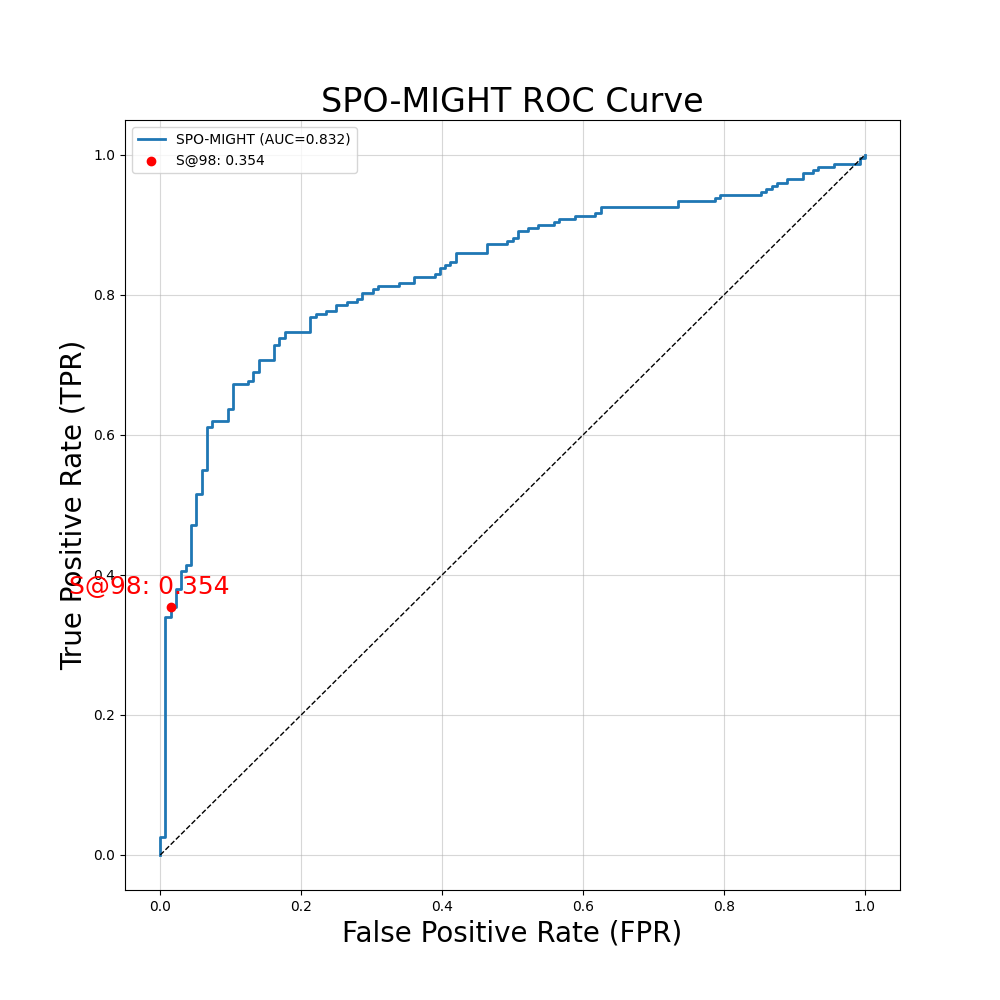 SPO-MIGHT ROC Curve
SPO-MIGHT (AUC=0.832)
S@98: 0.354
1.0
0.8
0.6
0.4
0.2
0.0
True Positive Rate (TPR)
S@98: 0.354
0.0 0.2 0.4 0.6 0.8 1.0
False Positive Rate (FPR)